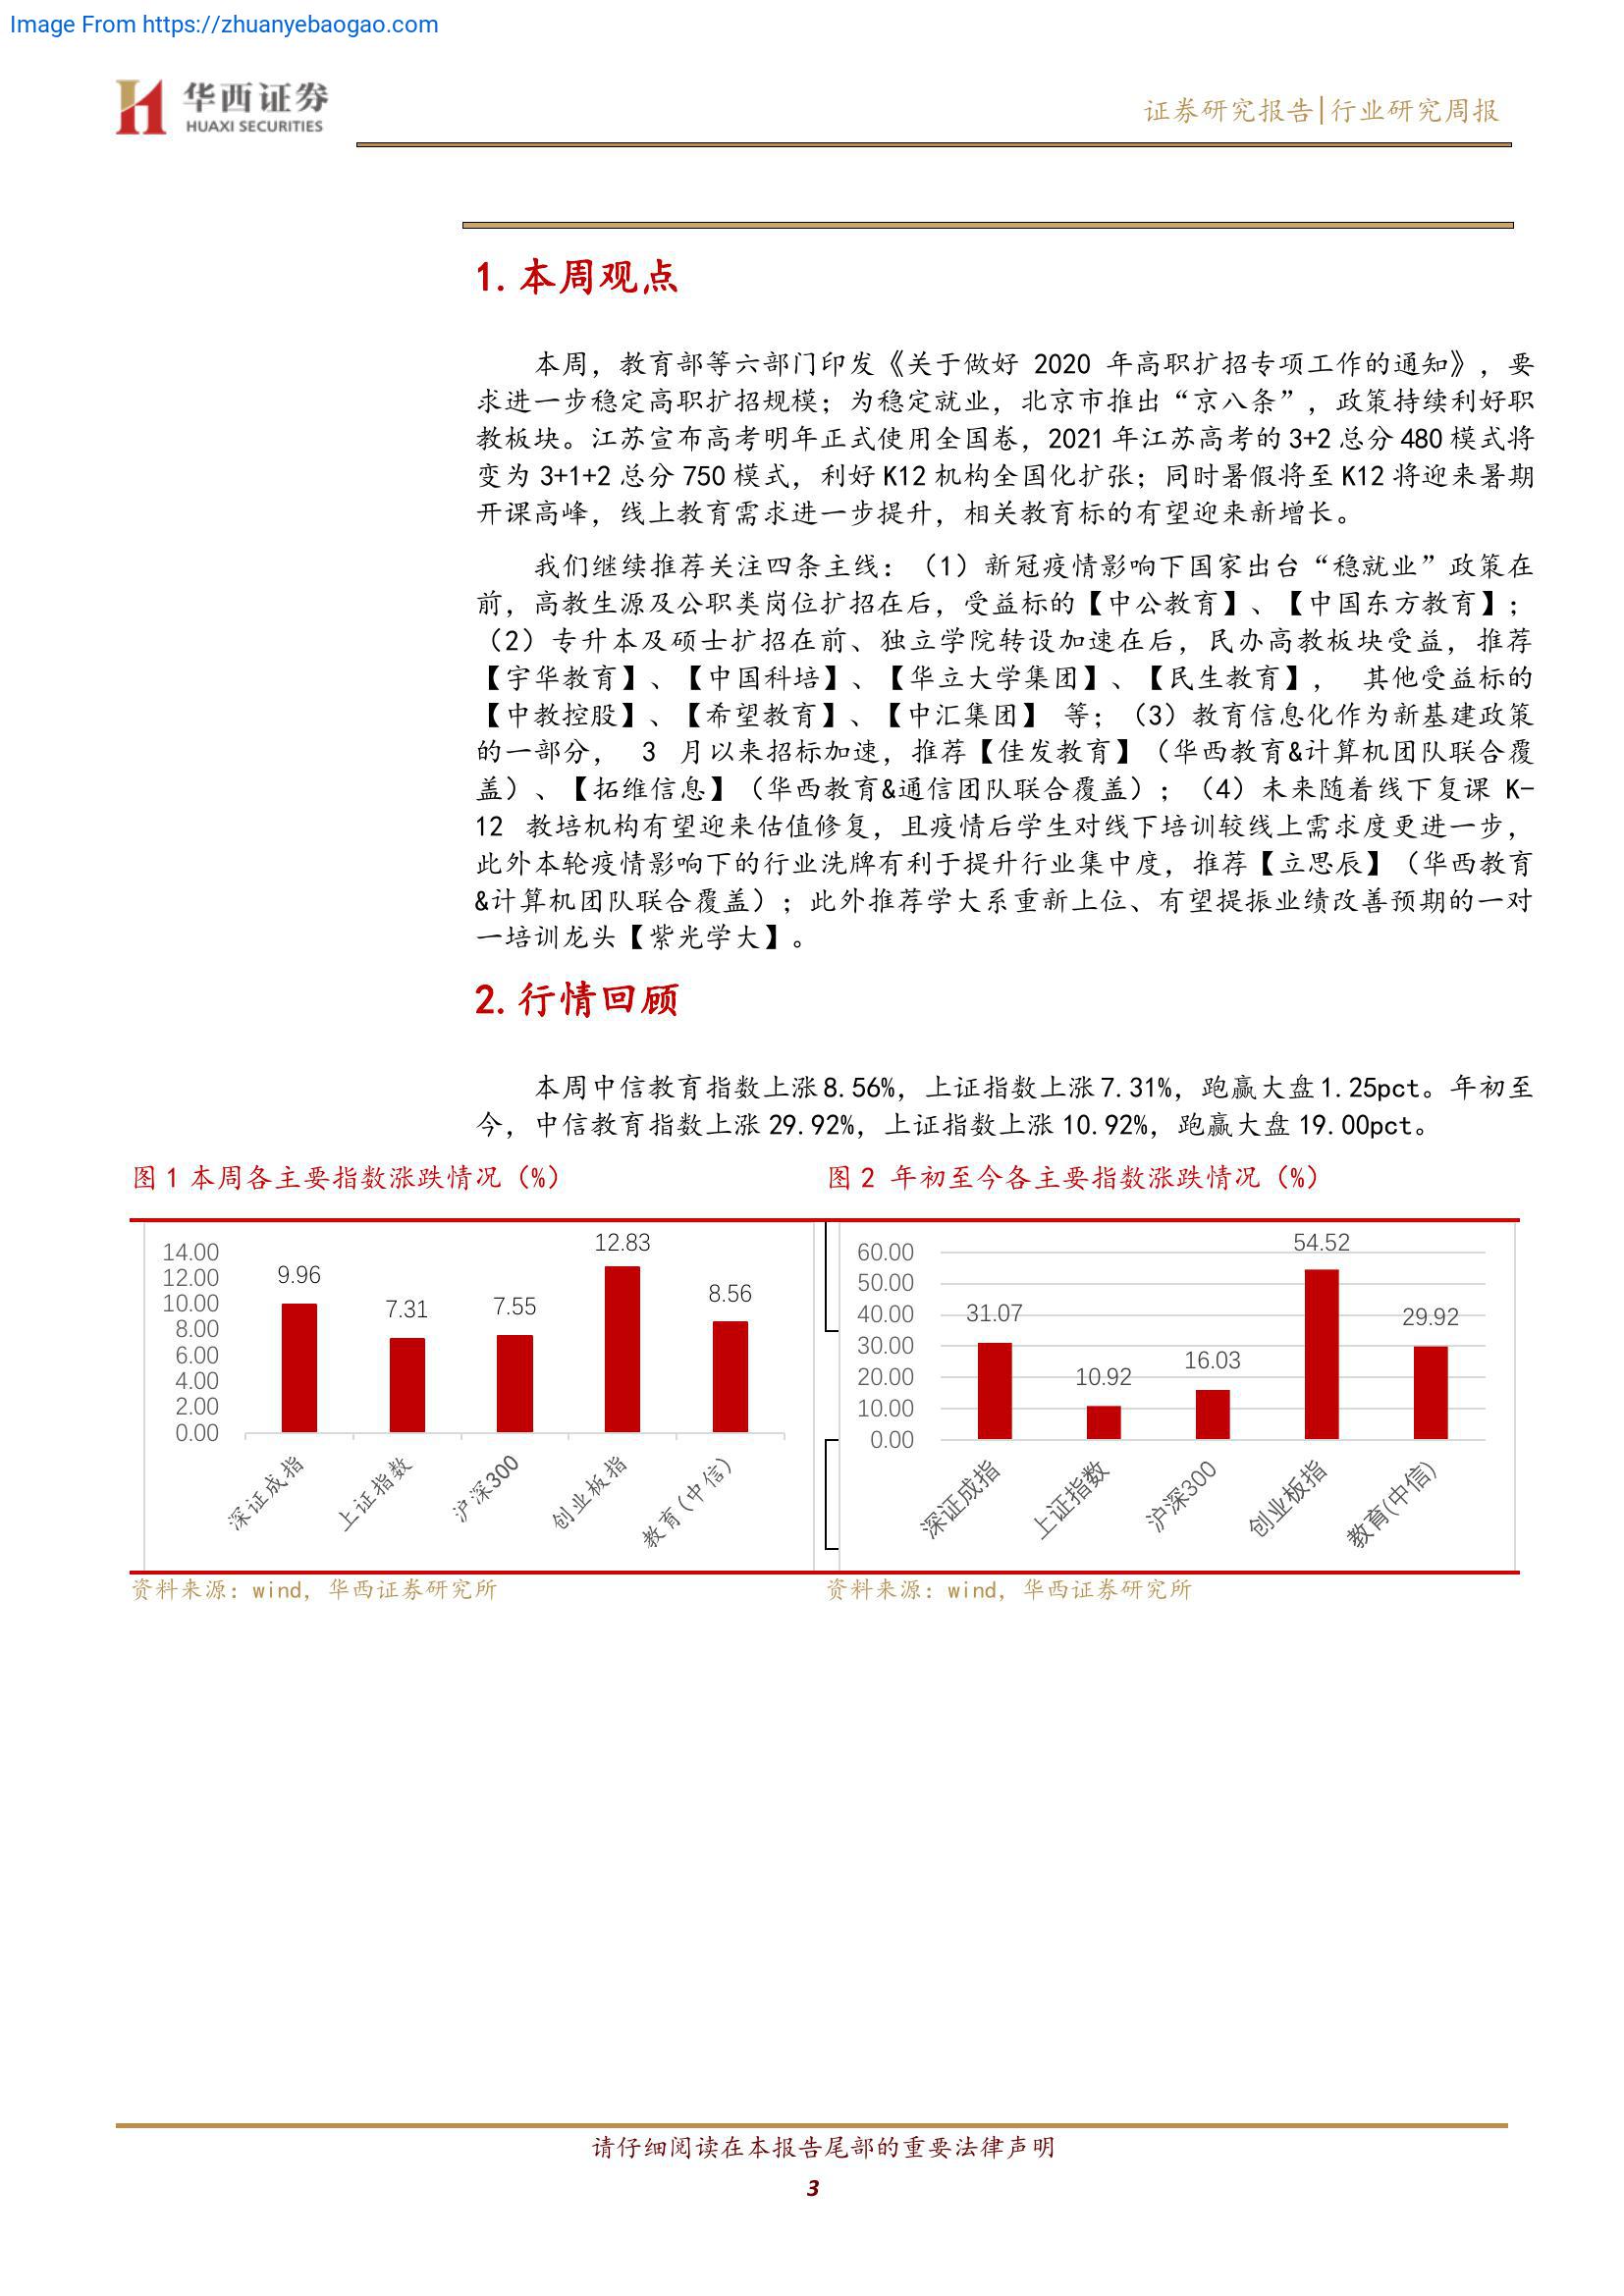 Image From https://zhuanyebaogao.com
华西证券
HUAXI SECURITIES
证券研究报告|行业研究周报
1.本周观点
本周，教育部等六部门印发《关于做好 2020 年高职扩招专项工作的通知》，要
求进一步稳定高职扩招规模；为稳定就业，北京市推出“京八条”，政策持续利好职
教板块。江苏宣布高考明年正式使用全国卷，2021 年江苏高考的 3+2 总分 480 模式将
变为 3+1+2 总分 750 模式，利好 K12 机构全国化扩张；同时暑假将至 K12 将迎来暑期
开课高峰，线上教育需求进一步提升，相关教育标的有望迎来新增长。
我们继续推荐关注四条主线：（1）新冠疫情影响下国家出台“稳就业”政策在
前，高教生源及公职类岗位扩招在后，受益标的【中公教育】、【中国东方教育】；
（2）专升本及硕士扩招在前、独立学院转设加速在后，民办高教板块受益，推荐
【宇华教育】、【中国科培】、【华立大学集团】、【民生教育】， 其他受益标的
【中教控股】、【希望教育】、【中汇集团】 等；（3）教育信息化作为新基建政策
的一部分， 3 月以来招标加速，推荐【佳发教育】（华西教育&计算机团队联合覆
盖）、【拓维信息】（华西教育&通信团队联合覆盖）；（4）未来随着线下复课 K-
12 教培机构有望迎来估值修复，且疫情后学生对线下培训较线上需求度更进一步，
此外本轮疫情影响下的行业洗牌有利于提升行业集中度，推荐【立思辰】（华西教育
&计算机团队联合覆盖）；此外推荐学大系重新上位、有望提振业绩改善预期的一对
一培训龙头【紫光学大】。
2.行情回顾
本周中信教育指数上涨 8.56%，上证指数上涨 7.31%，跑赢大盘 1.25pct。年初至
今，中信教育指数上涨 29.92%，上证指数上涨 10.92%，跑赢大盘 19.00pct。
图 1 本周各主要指数涨跌情况（%）
14.00
12.00
10.00
8.00
6.00
4.00
2.00
0.00
9.96
7.31
7.55
12.83
8.56
深证成指
上证指数
沪深300
创业板指
教育(中信)
资料来源：wind，华西证券研究所
图 2 年初至今各主要指数涨跌情况（%）
60.00
50.00
40.00
30.00
20.00
10.00
0.00
31.07
10.92
16.03
54.52
29.92
深证成指
上证指数
沪深300
创业板指
教育(中信)
资料来源：wind，华西证券研究所
请仔细阅读在本报告尾部的重要法律声明
3